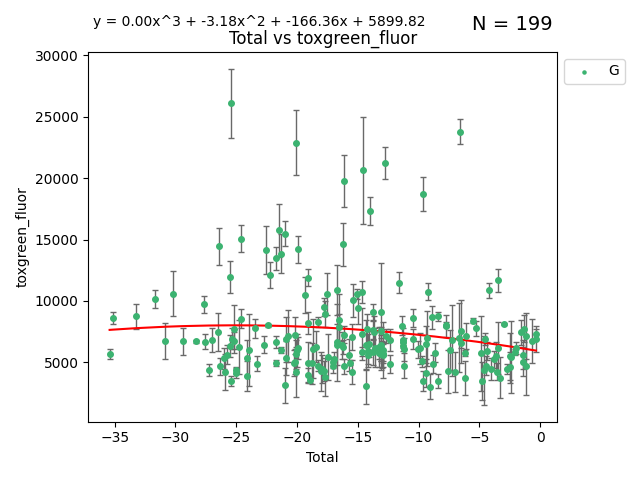 y = 0.00x^3 + -3.18x^2 + -166.36x + 5899.82
N = 199
Total vs toxgreen_fluor
G
toxgreen_fluor
30000
25000
20000
15000
10000
5000
−35 −30 −25 −20 −15 −10 −5 0
Total